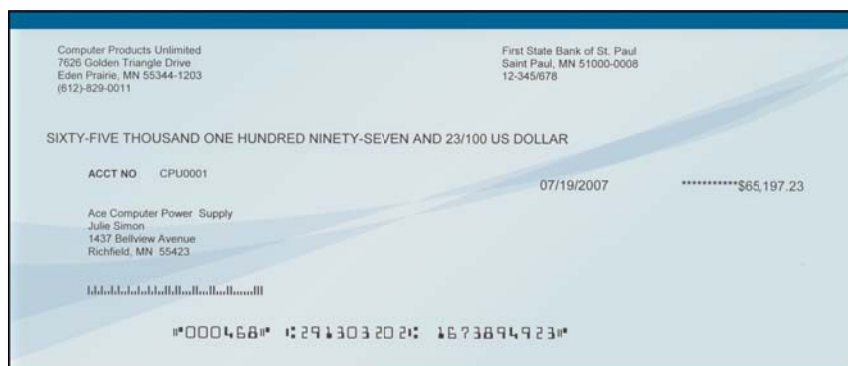 Computer Products Unlimited
7626 Golden Triangle Drive
Eden Prairie, MN 55344-1203
(612)-829-0011
First State Bank of St. Paul
Saint Paul, MN 51000-0008
12-345/678
SIXTY-FIVE THOUSAND ONE HUNDRED NINETY-SEVEN AND 23/100 US DOLLAR
ACCT NO CPU0001
07/19/2007 ***********$65,197.23
Ace Computer Power Supply
Julie Simon
1437 Bellview Avenue
Richfield, MN 55423
⑈000468⑈ ⑆291303202⑆ 1673894923⑈